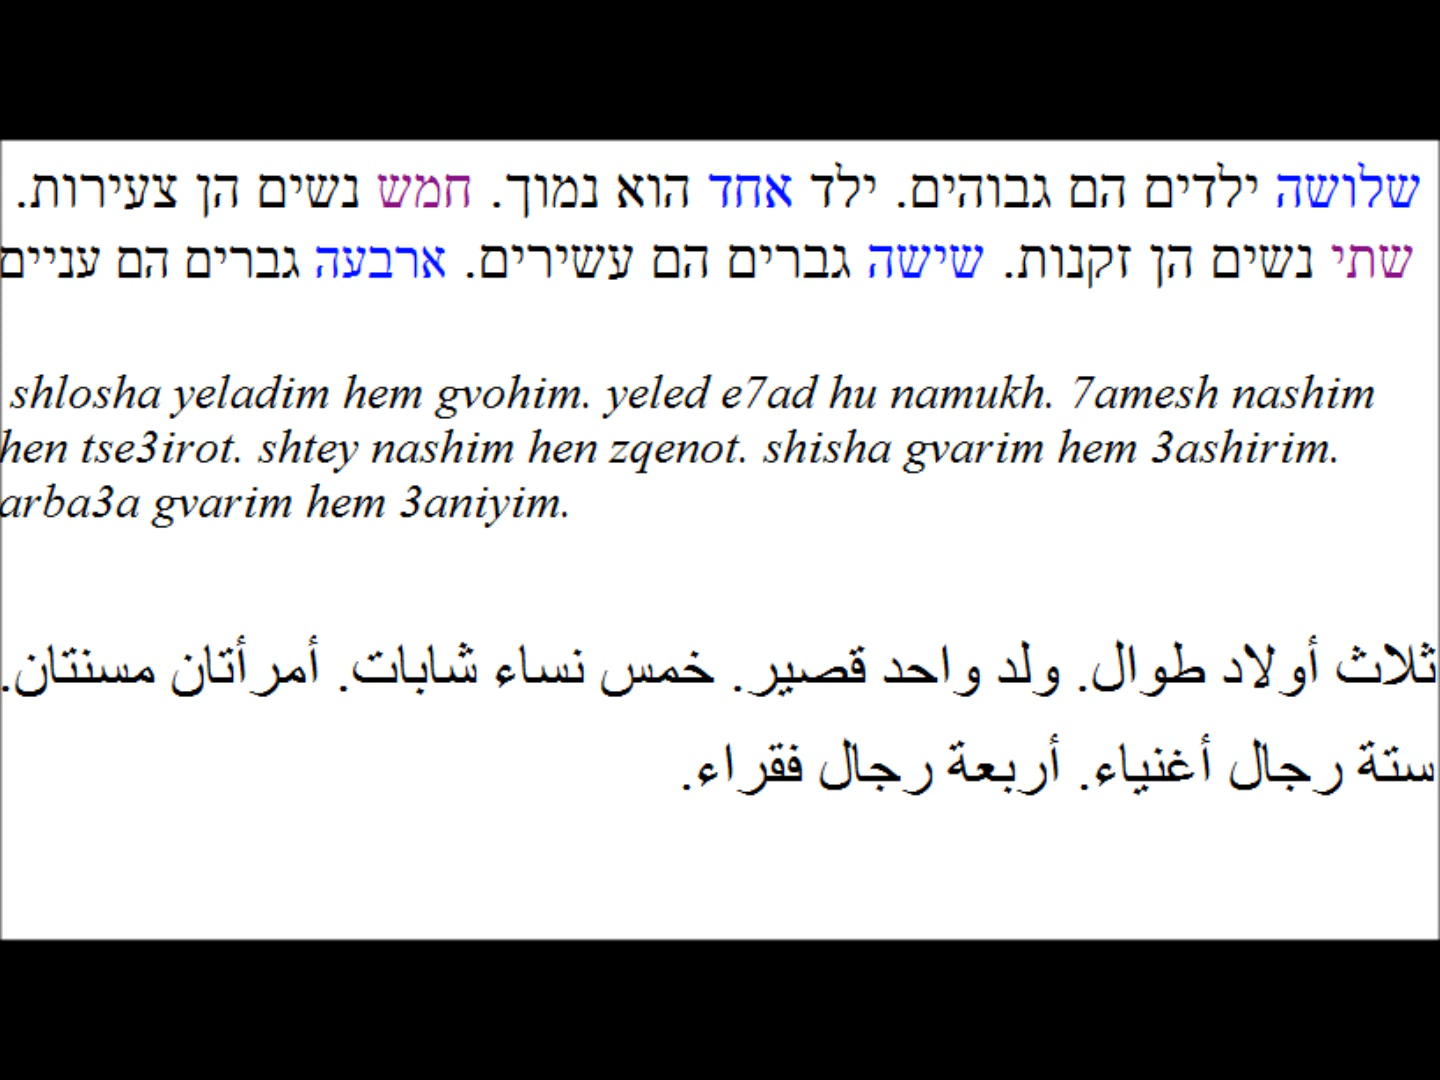 שלושה ילדים הם גבוהים. ילד אחד הוא נמוך. חמש נשים הן צעירות.
שתי נשים הן זקנות. שישה גברים הם עשירים. ארבעה גברים הם עניים
shlosha yeladim hem gvohim. yeled e7ad hu namukh. 7amesh nashim
hen tse3irot. shtey nashim hen zqenot. shisha gvarim hem 3ashirim.
arba3a gvarim hem 3aniyim.
ثلاث أولاد طوال. ولد واحد قصير. خمس نساء شابات. أمرأتان مسنتان.
ستة رجال أغنياء. أربعة رجال فقراء.